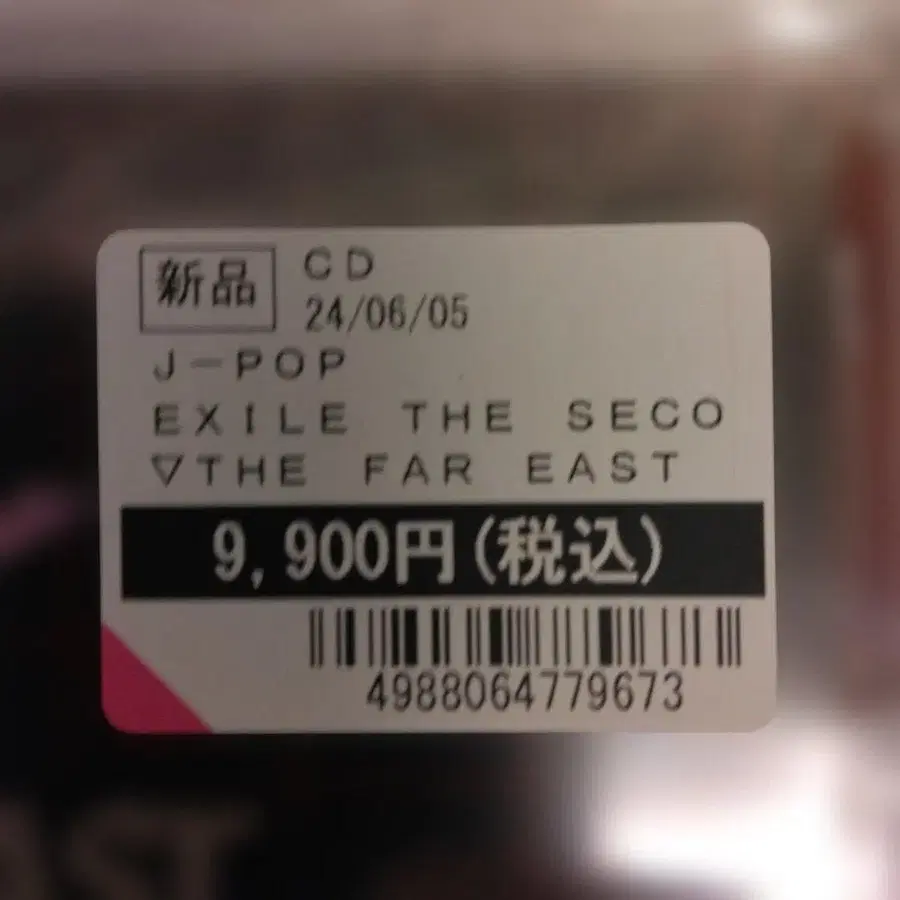 新品 CD
24/06/05
J-POP
EXILE THE SECO
▽THE FAR EAST
9,900円(税込)
4988064779673